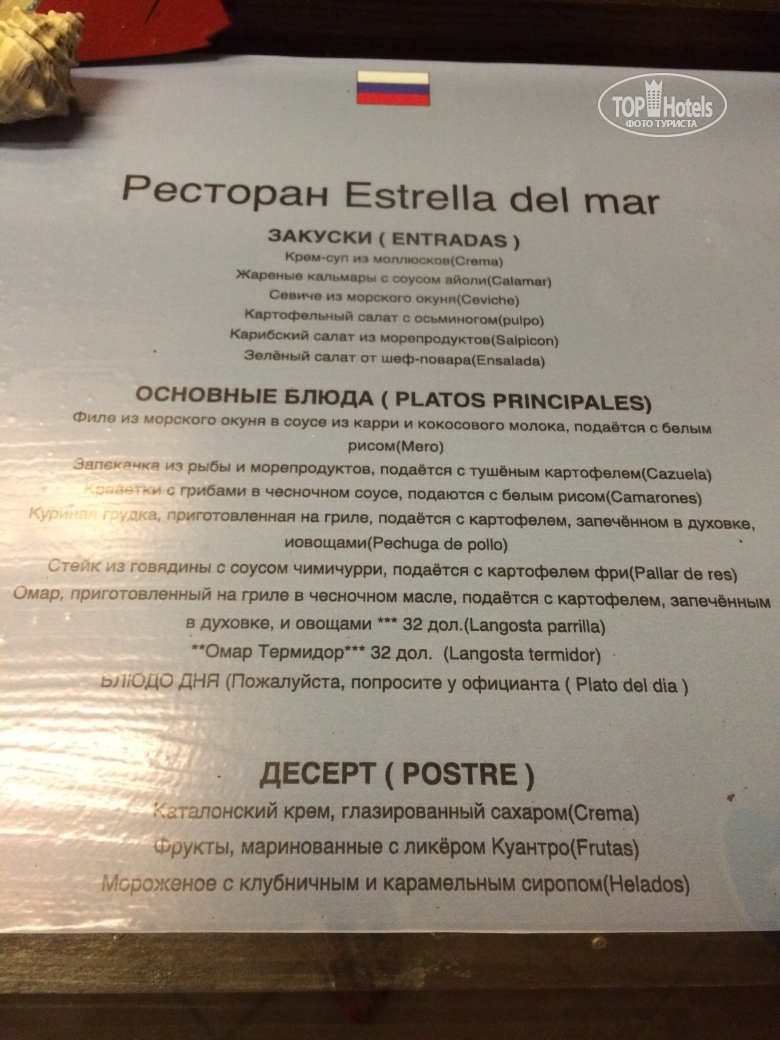 TOP Hotels
ФОТО ТУРИСТА
Ресторан Estrella del mar
ЗАКУСКИ ( ENTRADAS )
Крем-суп из моллюсков(Crema)
Жареные кальмары с соусом айоли(Calamar)
Севиче из морского окуня(Ceviche)
Картофельный салат с осьминогом(pulpo)
Карибский салат из морепродуктов(Salpicon)
Зелёный салат от шеф-повара(Ensalada)
ОСНОВНЫЕ БЛЮДА ( PLATOS PRINCIPALES)
Филе из морского окуня в соусе из карри и кокосового молока, подаётся с белым
рисом(Mero)
Запеканка из рыбы и морепродуктов, подаётся с тушёным картофелем(Cazuela)
Креветки с грибами в чесночном соусе, подаются с белым рисом(Camarones)
Куриная грудка, приготовленная на гриле, подаётся с картофелем, запечённом в духовке,
иовощами(Pechuga de pollo)
Стейк из говядины с соусом чимичурри, подаётся с картофелем фри(Pallar de res)
Омар, приготовленный на гриле в чесночном масле, подаётся с картофелем, запечённым
в духовке, и овощами *** 32 дол.(Langosta parrilla)
**Омар Термидор*** 32 дол. (Langosta termidor)
БЛЮДО ДНЯ (Пожалуйста, попросите у официанта ( Plato del dia )
ДЕСЕРТ ( POSTRE )
Каталонский крем, глазированный сахаром(Crema)
Фрукты, маринованные с ликёром Куантро(Frutas)
Мороженое с клубничным и карамельным сиропом(Helados)